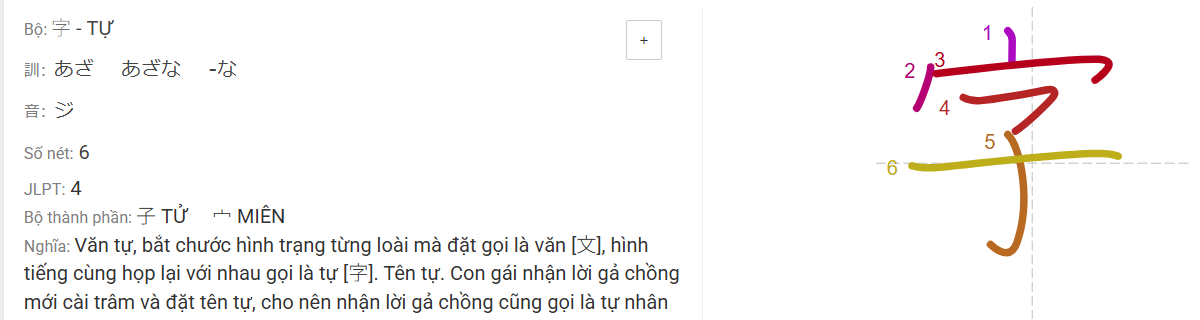 Bộ: 字 - TỰ
+
訓: あざ あざな -な
音: ジ
Số nét: 6
JLPT: 4
Bộ thành phần: 子 TỬ 宀 MIÊN
Nghĩa: Văn tự, bắt chước hình trạng từng loài mà đặt gọi là văn [文], hình
tiếng cùng họp lại với nhau gọi là tự [字]. Tên tự. Con gái nhận lời gả chồng
mới cài trâm và đặt tên tự, cho nên nhận lời gả chồng cũng gọi là tự nhân
字
1
2
3
4
5
6